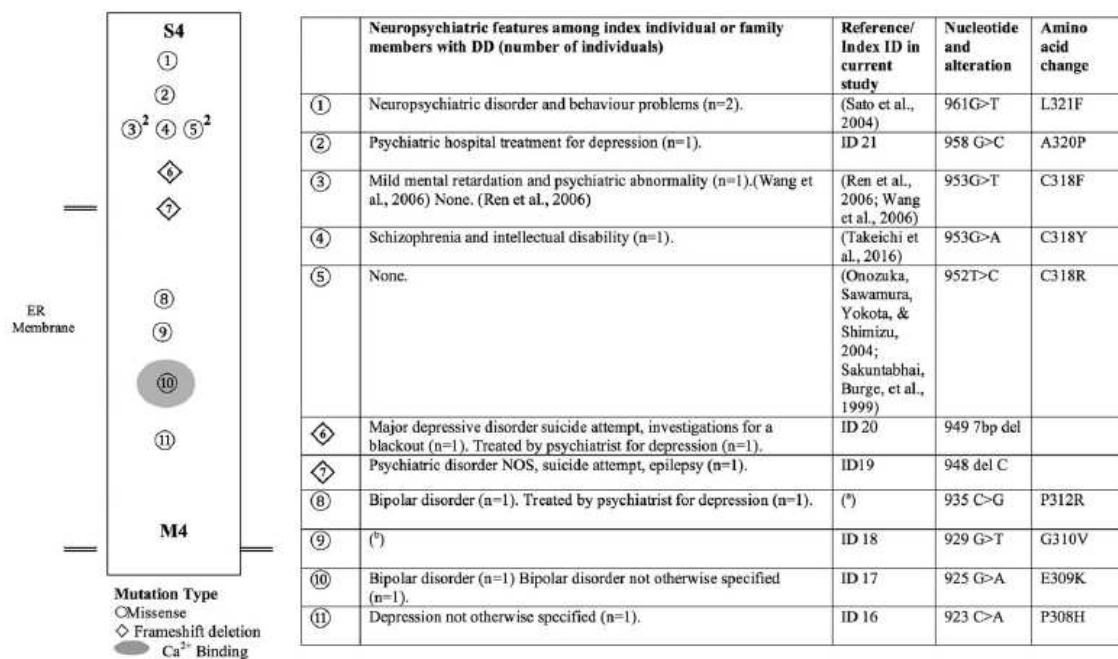 S4
①
②
③² ④ ⑤²
6
7
⑧
ER
Membrane
⑨
⑩
⑪
M4
Mutation Type
Missense
Frameshift deletion
Ca²⁺ Binding
Neuropsychiatric features among index individual or family
members with DD (number of individuals)
Reference/
Index ID in
current
study
Nucleotide
and
alteration
Amino
acid
change
①
Neuropsychiatric disorder and behaviour problems (n=2).
(Sato et al.,
2004)
961G>T
L321F
②
Psychiatric hospital treatment for depression (n=1).
ID 21
958 G>C
A320P
③
Mild mental retardation and psychiatric abnormality (n=1).(Wang et
al., 2006) None. (Ren et al., 2006)
(Ren et al.,
2006; Wang
et al., 2006)
953G>T
C318F
④
Schizophrenia and intellectual disability (n=1).
(Takeichi et
al., 2016)
953G>A
C318Y
⑤
None.
(Onozuka,
Sawamura,
Yokota, &
Shimizu,
2004;
Sakuntabhai,
Burge, et al.,
1999)
952T>C
C318R
6
Major depressive disorder suicide attempt, investigations for a
blackout (n=1). Treated by psychiatrist for depression (n=1).
ID 20
949 7bp del
7
Psychiatric disorder NOS, suicide attempt, epilepsy (n=1).
ID19
948 del C
⑧
Bipolar disorder (n=1). Treated by psychiatrist for depression (n=1).
(ᵃ)
935 C>G
P312R
⑨
(ᵇ)
ID 18
929 G>T
G310V
⑩
Bipolar disorder (n=1) Bipolar disorder not otherwise specified
(n=1).
ID 17
925 G>A
E309K
⑪
Depression not otherwise specified (n=1).
ID 16
923 C>A
P308H